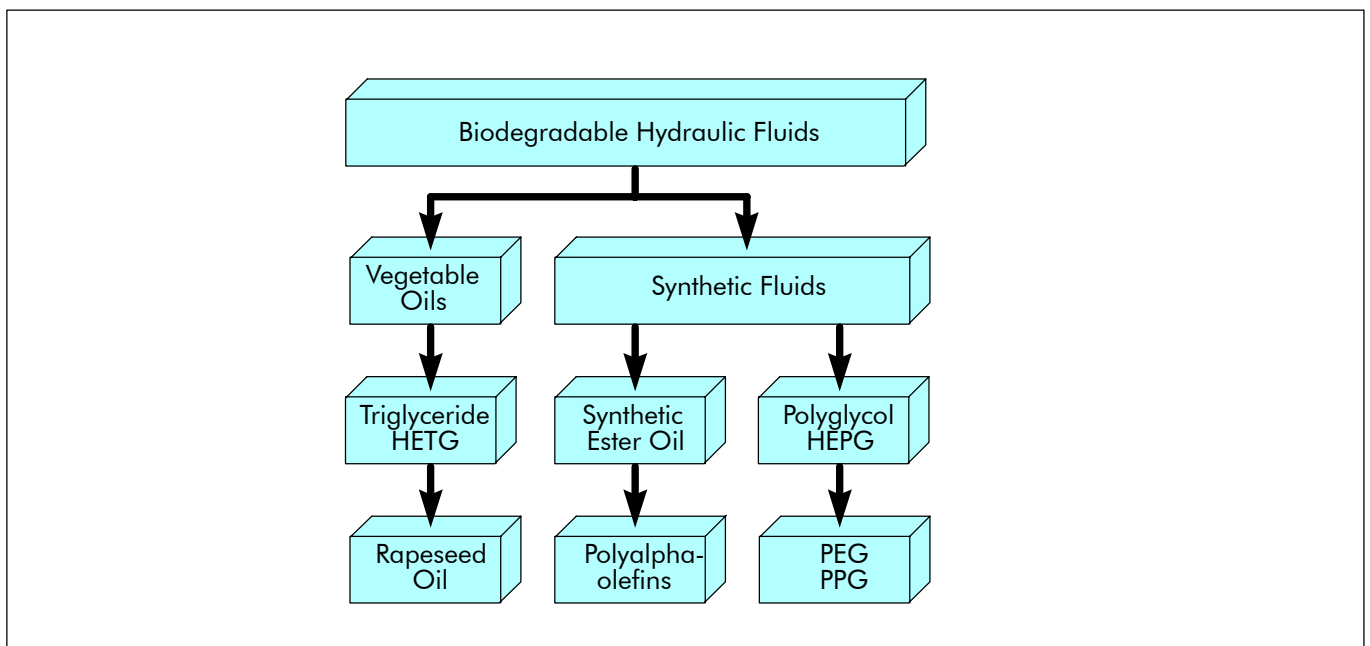 Biodegradable Hydraulic Fluids
Vegetable
Oils
Synthetic Fluids
Triglyceride
HETG
Synthetic
Ester Oil
Polyglycol
HEPG
Rapeseed
Oil
Polyalpha-
olefins
PEG
PPG